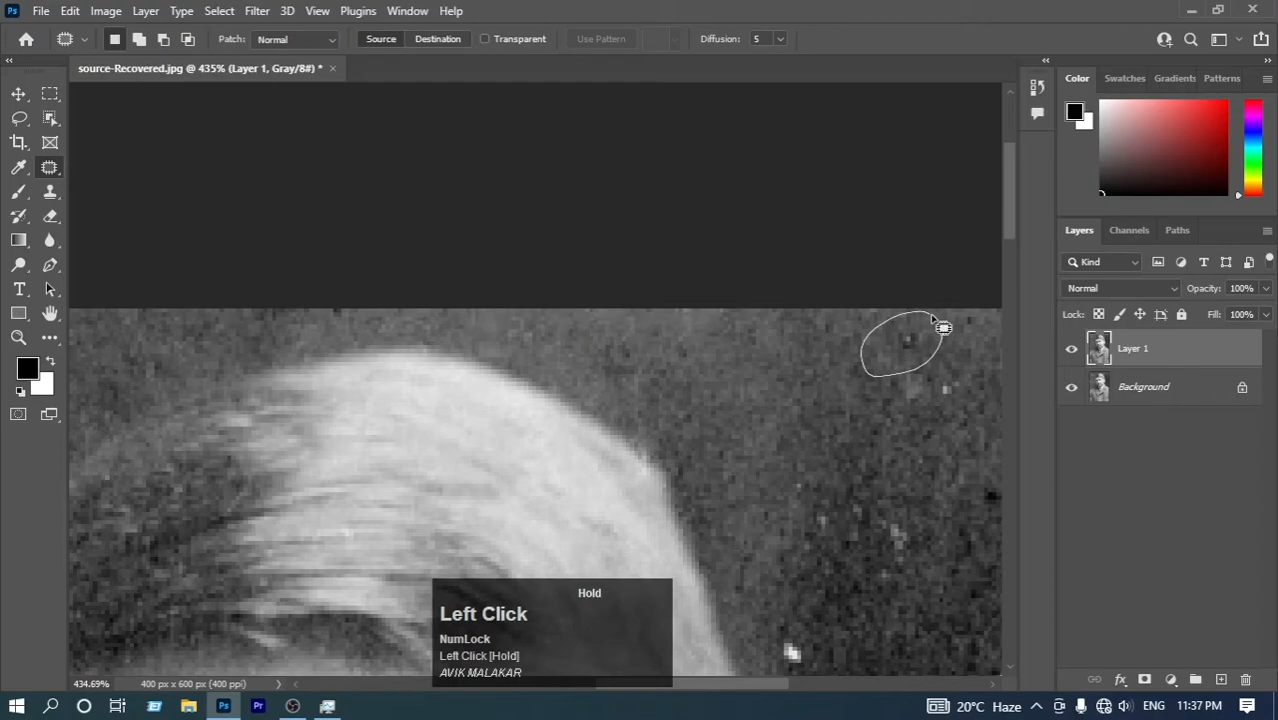 Ps File Edit Image Layer Type Select Filter 3D View Plugins Window Help
Patch: Normal Source Destination Transparent Use Pattern Diffusion: 5
source-Recovered.jpg @ 435% (Layer 1, Gray/8#) * ×
Color Swatches Gradients Patterns
Layers Channels Paths
Kind
Normal Opacity: 100%
Lock: Fill: 100%
Layer 1
Background
Hold
Left Click
NumLock
Left Click [Hold]
AVIK MALAKAR
434.69% 400 px x 600 px (400 ppi)
Ps Pr 20°C Haze ENG 11:37 PM